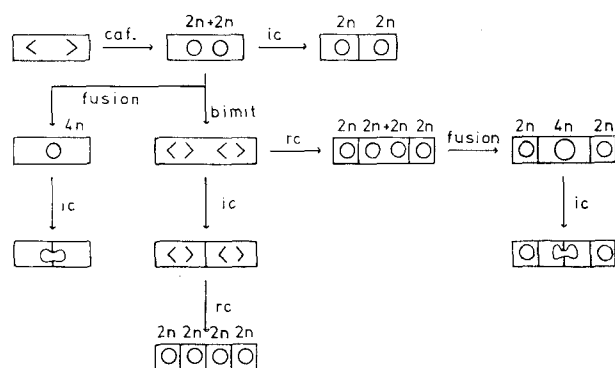 2n+2n 2n 2n
caf. ic
fusion bimit
4n 2n 2n+2n 2n 2n 4n 2n
rc fusion
ic ic ic
rc
2n 2n 2n 2n